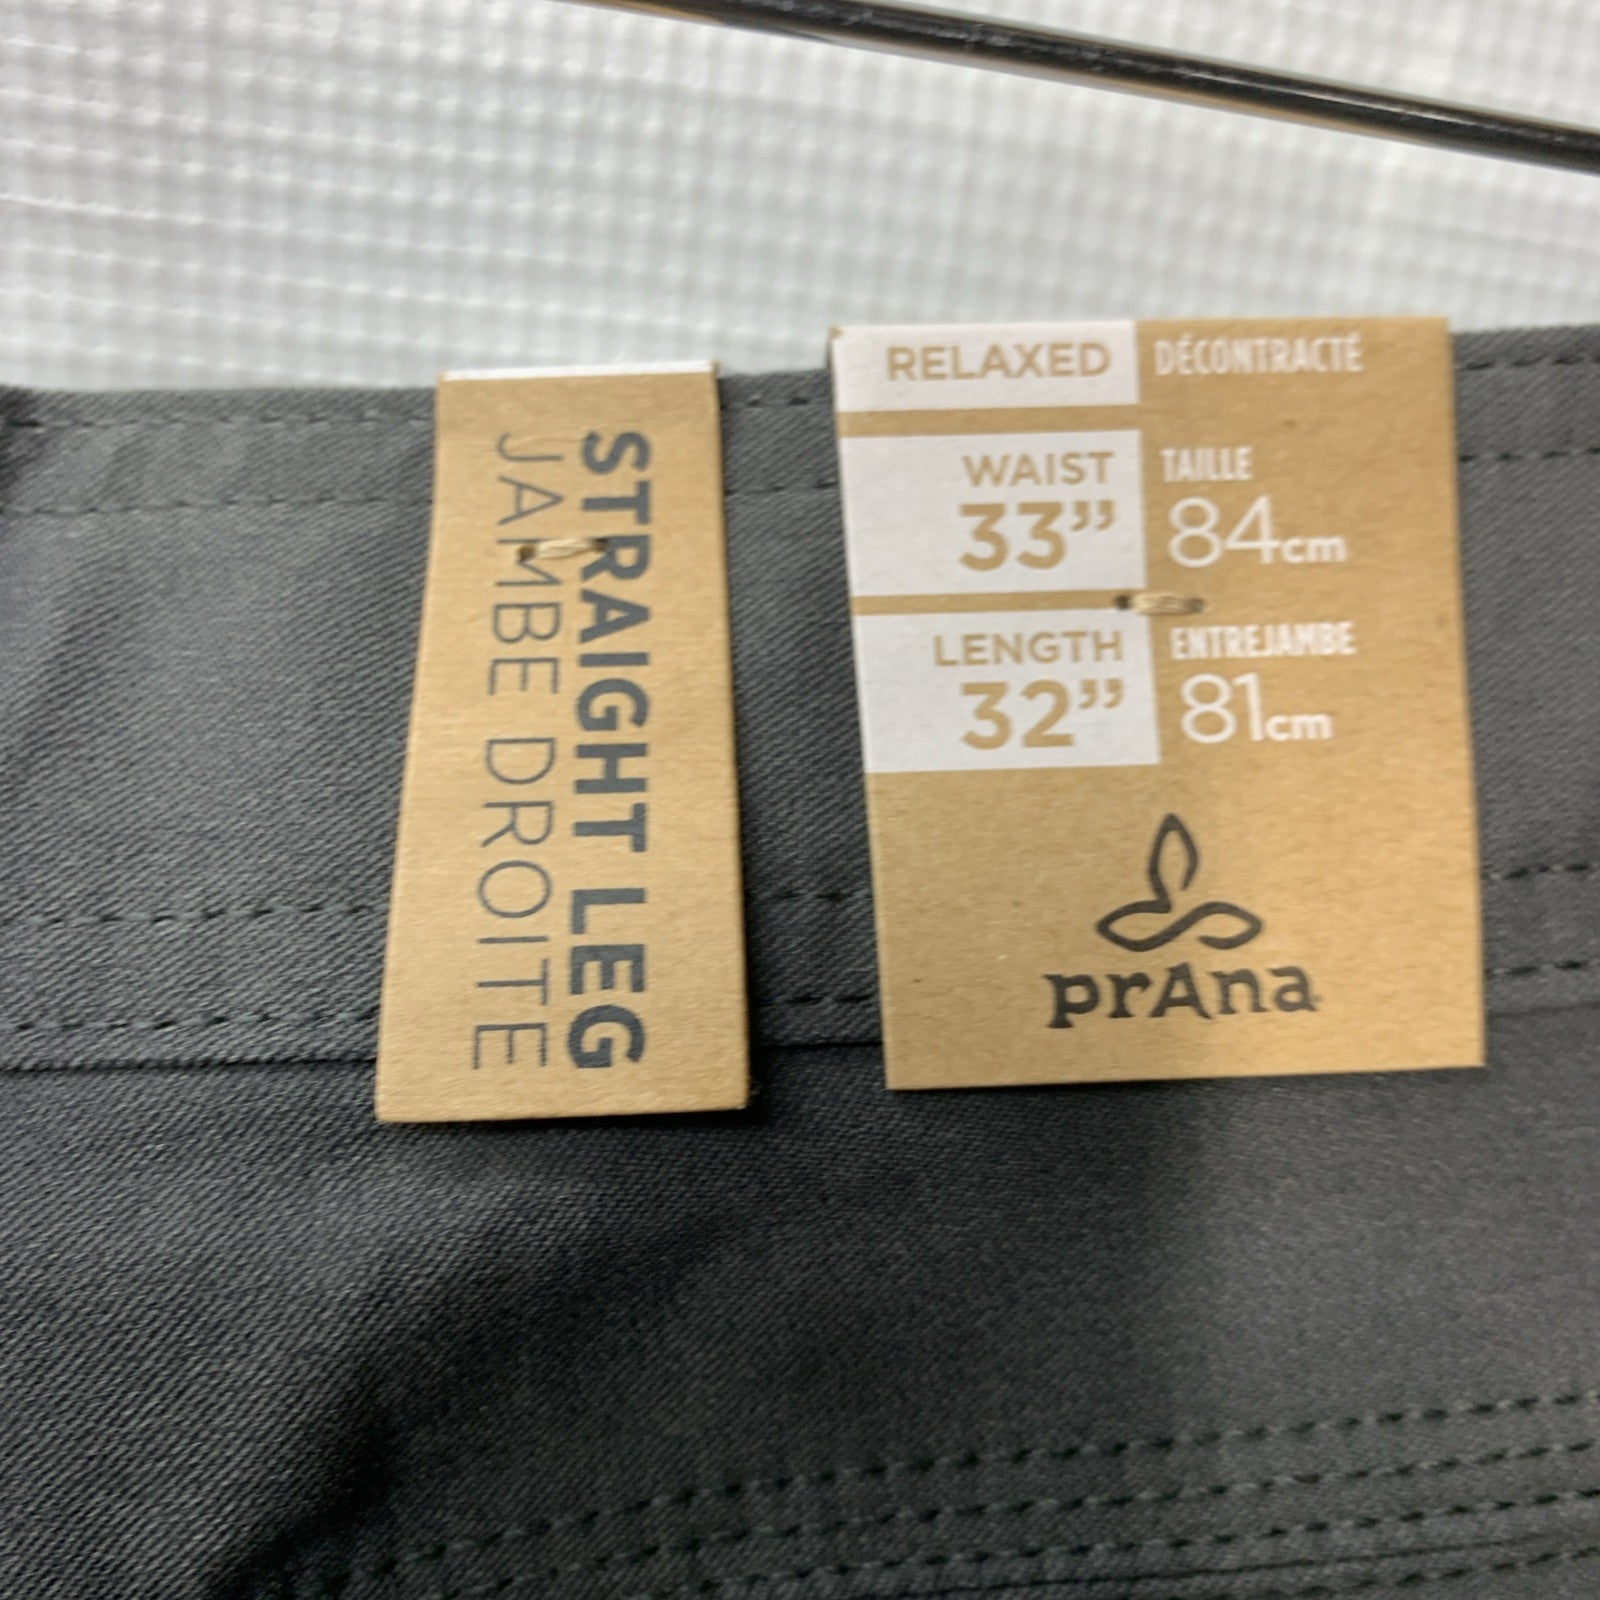 STRAIGHT LEG
JAMBE DROITE
RELAXED DÉCONTRACTÉ
WAIST TAILLE
33” 84cm
LENGTH ENTREJAMBE
32” 81cm
prAna